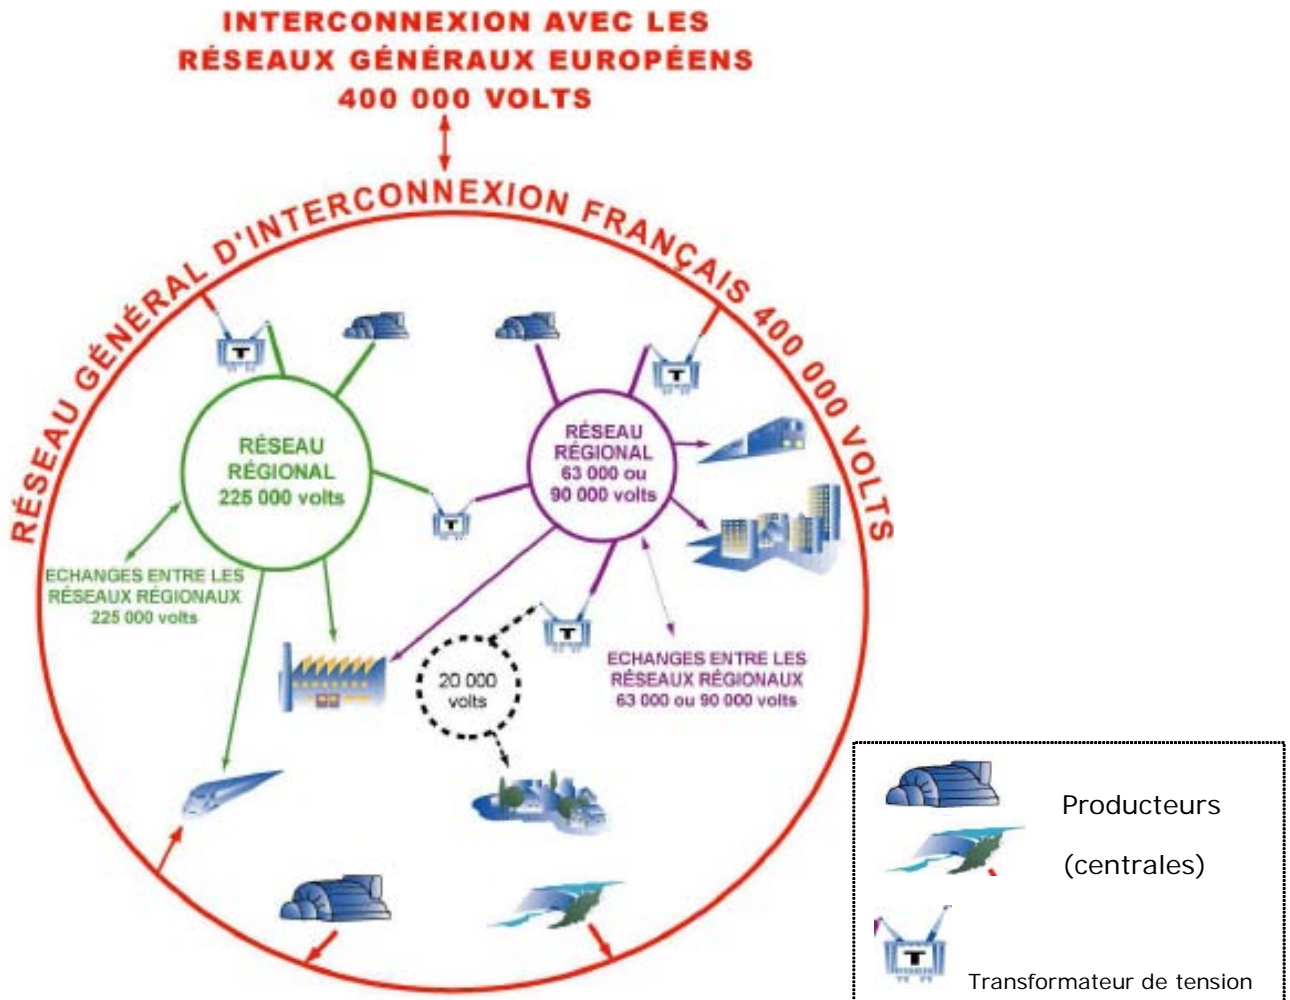 INTERCONNEXION AVEC LES
RÉSEAUX GÉNÉRAUX EUROPÉENS
400 000 VOLTS
RÉSEAU GÉNÉRAL D'INTERCONNEXION FRANÇAIS 400 000 VOLTS
T
T
RÉSEAU
RÉGIONAL
225 000 volts
RÉSEAU
RÉGIONAL
63 000 ou
90 000 volts
T
ECHANGES ENTRE LES
RÉSEAUX RÉGIONAUX
225 000 volts
T
20 000
volts
ECHANGES ENTRE LES
RÉSEAUX RÉGIONAUX
63 000 ou 90 000 volts
Producteurs
(centrales)
T
Transformateur de tension